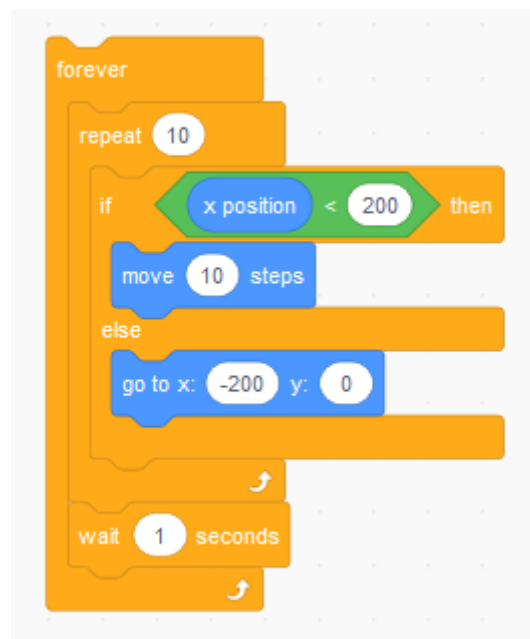 forever
repeat 10
if x position < 200 then
move 10 steps
else
go to x: -200 y: 0
wait 1 seconds